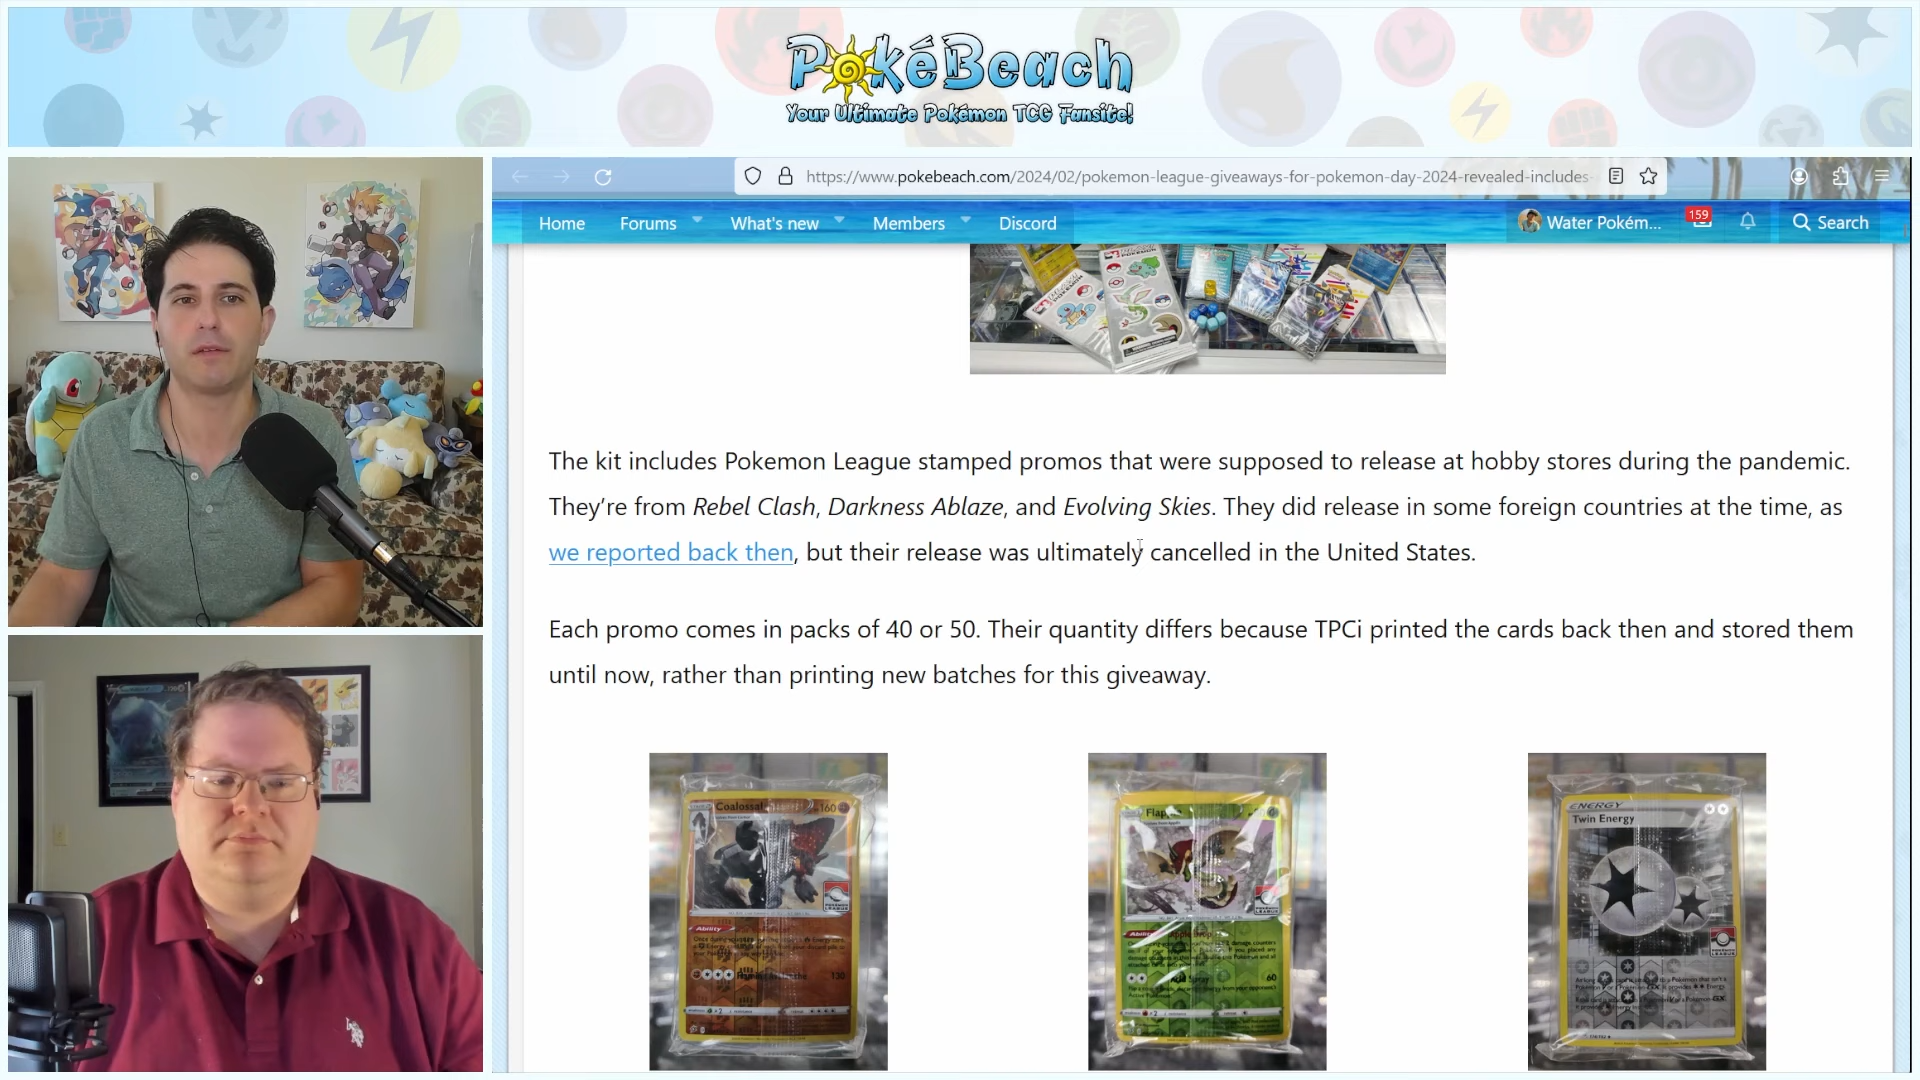 PokéBeach
Your Ultimate Pokémon TCG Fansite!
https://www.pokebeach.com/2024/02/pokemon-league-giveaways-for-pokemon-day-2024-revealed-includes-
Home Forums What's new Members Discord Water Pokém... 159 Search
The kit includes Pokemon League stamped promos that were supposed to release at hobby stores during the pandemic.
They're from Rebel Clash, Darkness Ablaze, and Evolving Skies. They did release in some foreign countries at the time, as
we reported back then, but their release was ultimately cancelled in the United States.
Each promo comes in packs of 40 or 50. Their quantity differs because TPCi printed the cards back then and stored them
until now, rather than printing new batches for this giveaway.
Coalossal 160
Ability
130
Ability
60
ENERGY
Twin Energy